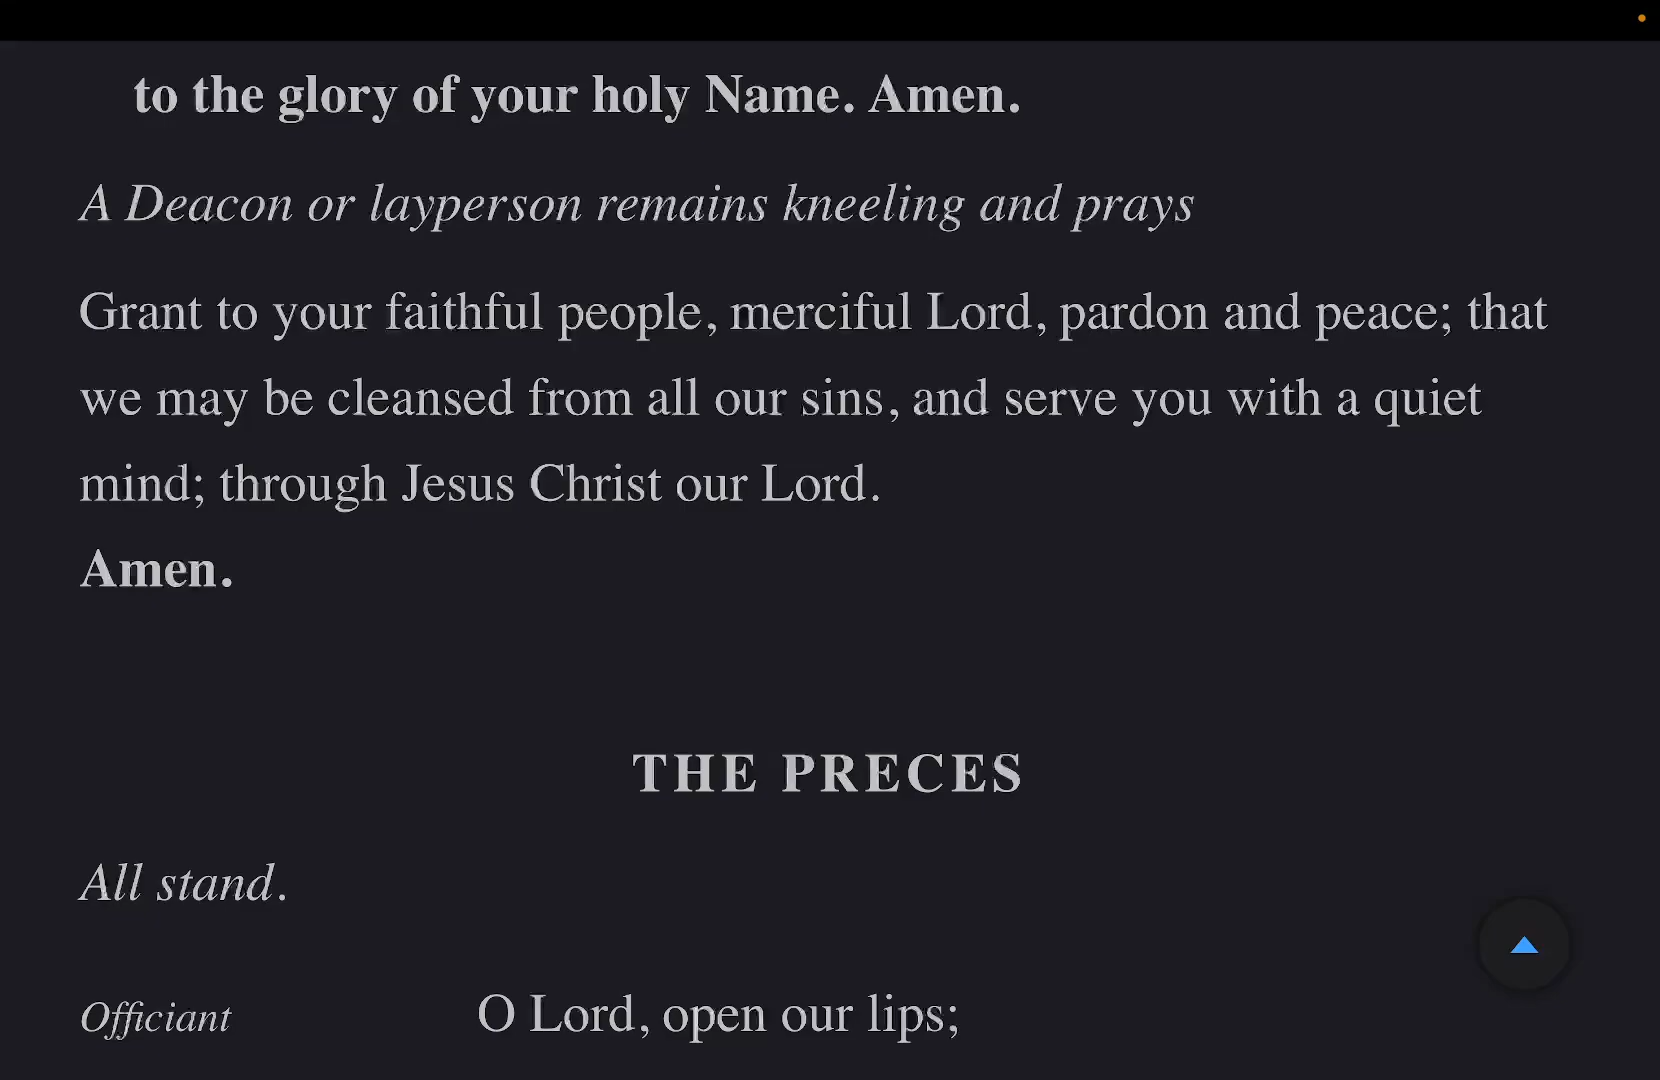 to the glory of your holy Name. Amen.
A Deacon or layperson remains kneeling and prays
Grant to your faithful people, merciful Lord, pardon and peace; that
we may be cleansed from all our sins, and serve you with a quiet
mind; through Jesus Christ our Lord.
Amen.
THE PRECES
All stand.
Officiant O Lord, open our lips;